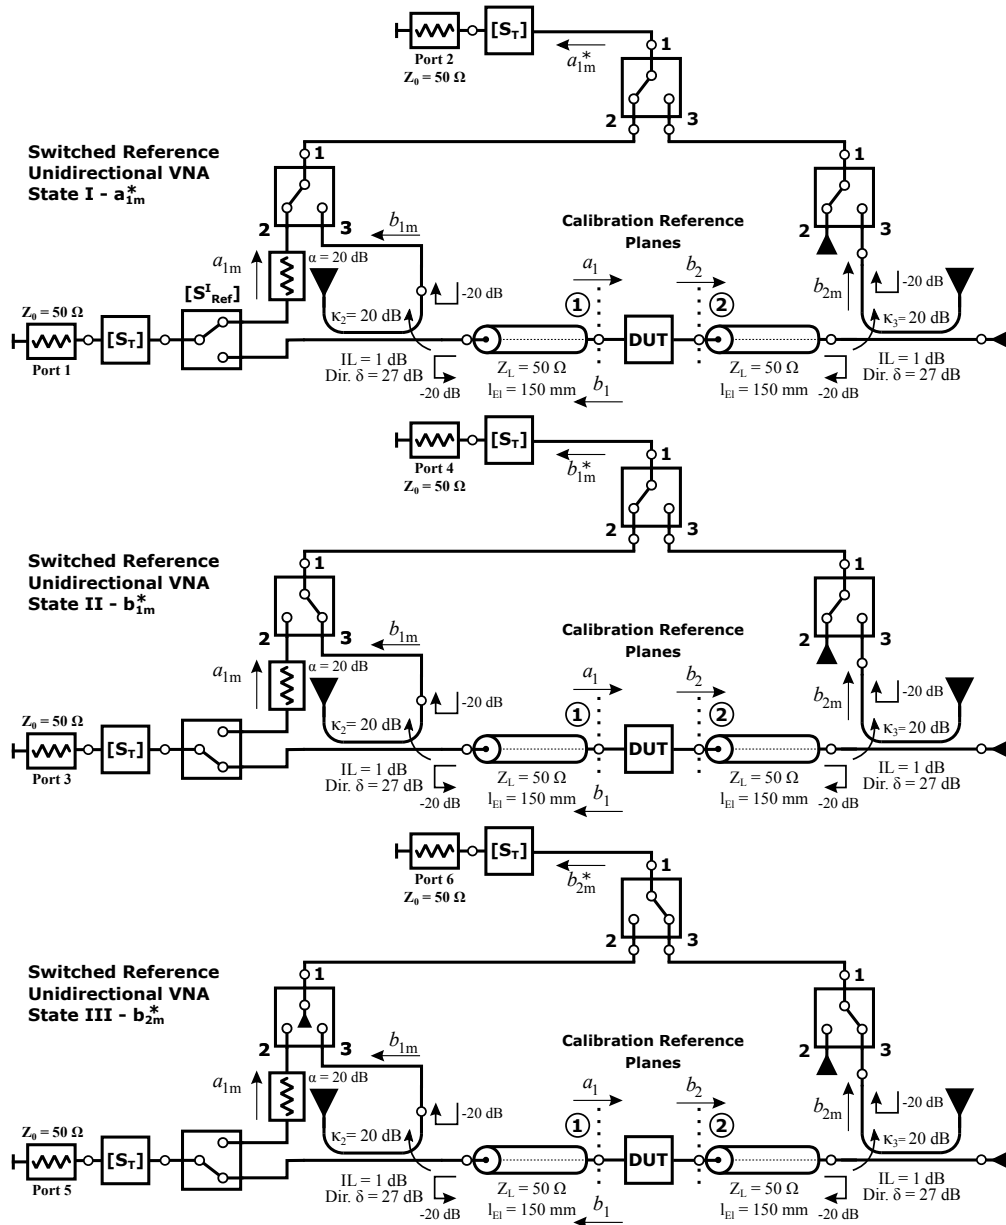 [S_T]
1
Port 2
Z₀ = 50 Ω
a*₁ₘ
2
3
Switched Reference
Unidirectional VNA
State I - a*₁ₘ
1
1
2
3
b₁ₘ
Calibration Reference
Planes
2
3
a₁ₘ
α = 20 dB
a₁
b₂
b₂ₘ
-20 dB
[S^I_Ref]
-20 dB
Z₀ = 50 Ω
κ₂= 20 dB
①
②
κ₃= 20 dB
[S_T]
DUT
Port 1
IL = 1 dB
Z_L = 50 Ω
Z_L = 50 Ω
IL = 1 dB
Dir. δ = 27 dB
-20 dB
l_El = 150 mm
b₁
l_El = 150 mm
-20 dB
Dir. δ = 27 dB
[S_T]
1
Port 4
Z₀ = 50 Ω
b*₁ₘ
2
3
Switched Reference
Unidirectional VNA
State II - b*₁ₘ
1
1
2
3
b₁ₘ
Calibration Reference
Planes
2
3
a₁ₘ
α = 20 dB
a₁
b₂
b₂ₘ
-20 dB
-20 dB
Z₀ = 50 Ω
κ₂= 20 dB
①
②
κ₃= 20 dB
[S_T]
DUT
Port 3
IL = 1 dB
Z_L = 50 Ω
Z_L = 50 Ω
IL = 1 dB
Dir. δ = 27 dB
-20 dB
l_El = 150 mm
b₁
l_El = 150 mm
-20 dB
Dir. δ = 27 dB
[S_T]
1
Port 6
Z₀ = 50 Ω
b*₂ₘ
2
3
Switched Reference
Unidirectional VNA
State III - b*₂ₘ
1
1
2
3
b₁ₘ
Calibration Reference
Planes
2
3
a₁ₘ
α = 20 dB
a₁
b₂
b₂ₘ
-20 dB
-20 dB
Z₀ = 50 Ω
κ₂= 20 dB
①
②
κ₃= 20 dB
[S_T]
DUT
Port 5
IL = 1 dB
Z_L = 50 Ω
Z_L = 50 Ω
IL = 1 dB
Dir. δ = 27 dB
-20 dB
l_El = 150 mm
b₁
l_El = 150 mm
-20 dB
Dir. δ = 27 dB